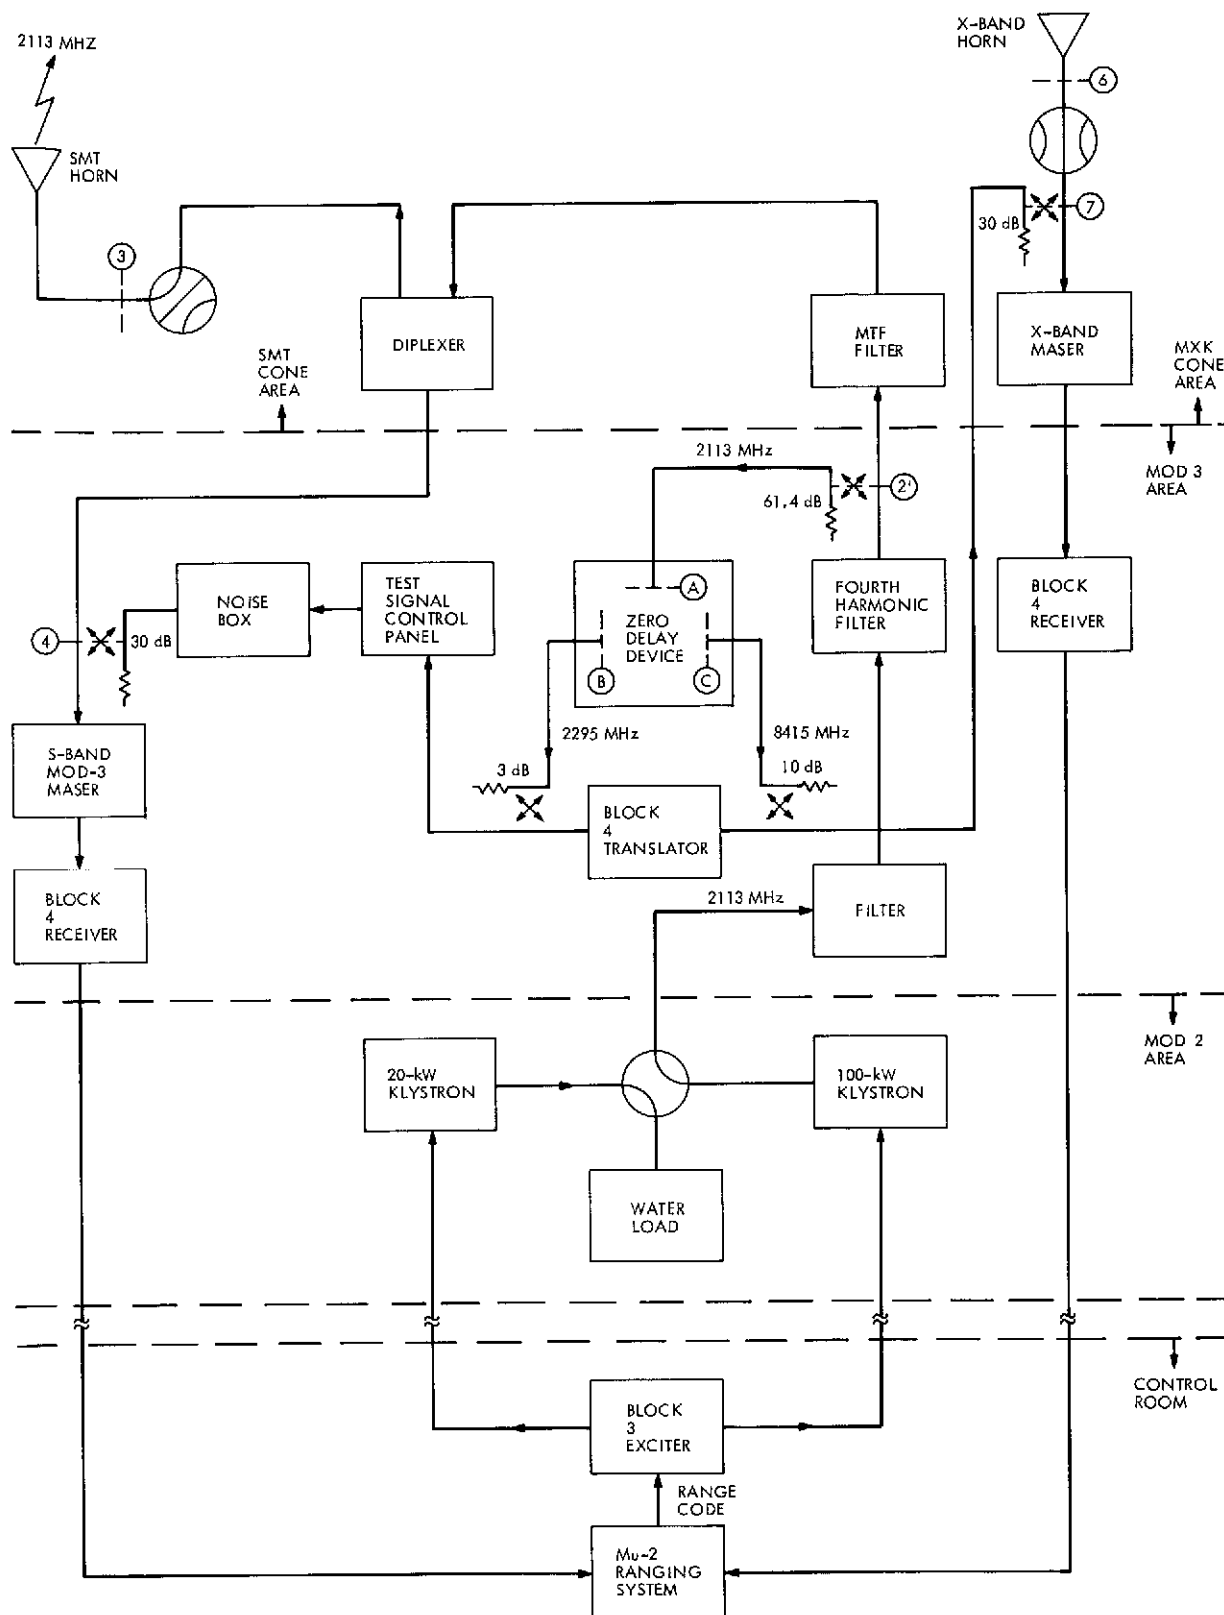 2113 MHZ
SMT
HORN
X-BAND
HORN
6
7
30 dB
3
DIPLEXER
MTF
FILTER
X-BAND
MASER
SMT
CONE
AREA
MXK
CONE
AREA
2113 MHz
2'
61.4 dB
MOD 3
AREA
NOISE
BOX
TEST
SIGNAL
CONTROL
PANEL
A
ZERO
DELAY
DEVICE
B
C
FOURTH
HARMONIC
FILTER
BLOCK
4
RECEIVER
4
30 dB
2295 MHz
8415 MHz
S-BAND
MOD-3
MASER
3 dB
10 dB
BLOCK
4
TRANSLATOR
BLOCK
4
RECEIVER
2113 MHz
FILTER
MOD 2
AREA
20-kW
KLYSTRON
100-kW
KLYSTRON
WATER
LOAD
CONTROL
ROOM
BLOCK
3
EXCITER
RANGE
CODE
Mu-2
RANGING
SYSTEM